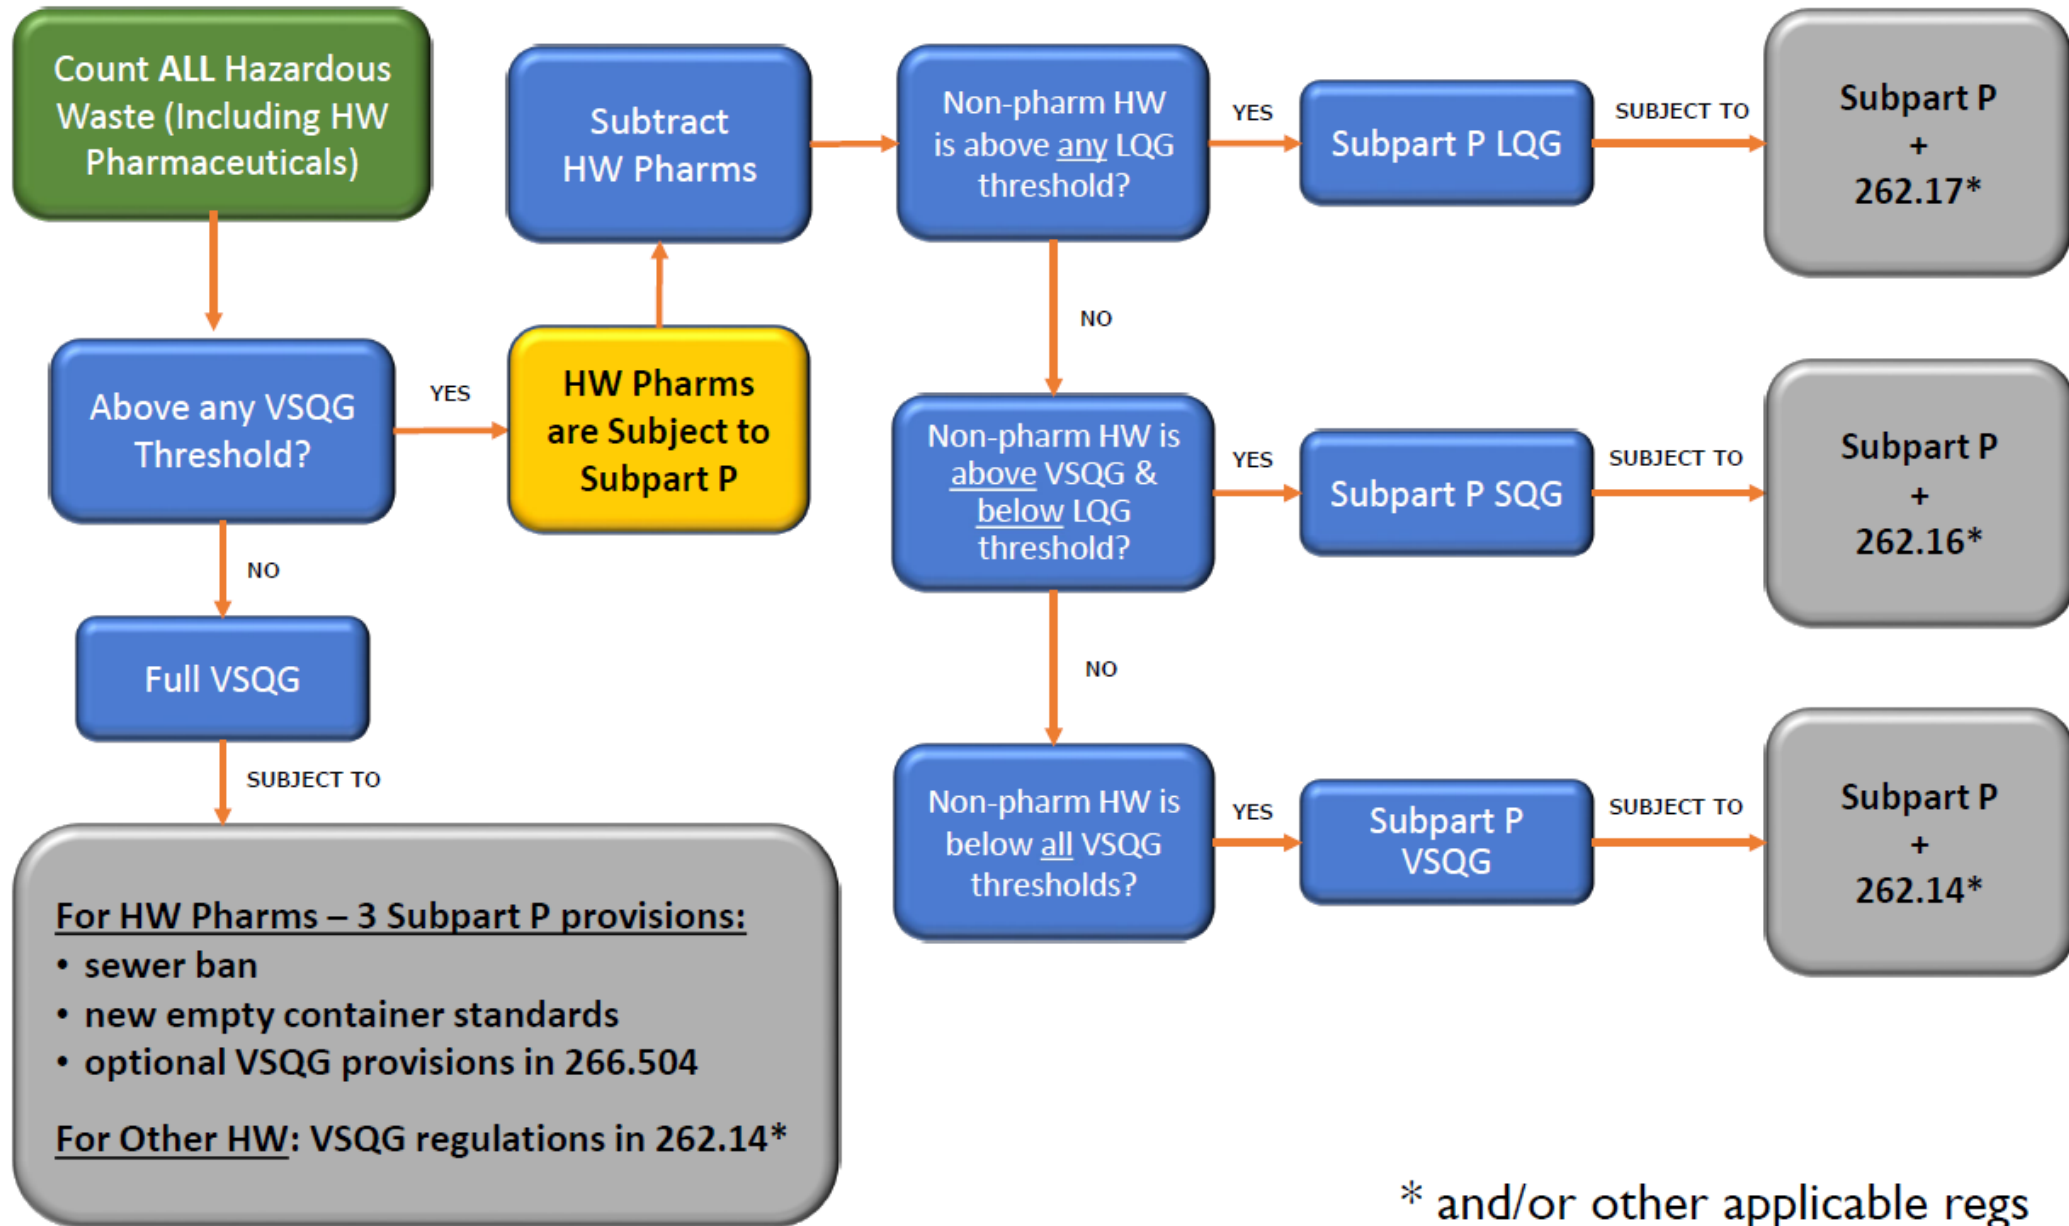 Count ALL Hazardous
Waste (Including HW
Pharmaceuticals)
Above any VSQG
Threshold?
YES
HW Pharms
are Subject to
Subpart P
Subtract
HW Pharms
NO
Full VSQG
SUBJECT TO
For HW Pharms – 3 Subpart P provisions:
• sewer ban
• new empty container standards
• optional VSQG provisions in 266.504
For Other HW: VSQG regulations in 262.14*
Non-pharm HW
is above any LQG
threshold?
YES
Subpart P LQG
SUBJECT TO
Subpart P
+
262.17*
NO
Non-pharm HW is
above VSQG &
below LQG
threshold?
YES
Subpart P SQG
SUBJECT TO
Subpart P
+
262.16*
NO
Non-pharm HW is
below all VSQG
thresholds?
YES
Subpart P
VSQG
SUBJECT TO
Subpart P
+
262.14*
* and/or other applicable regs